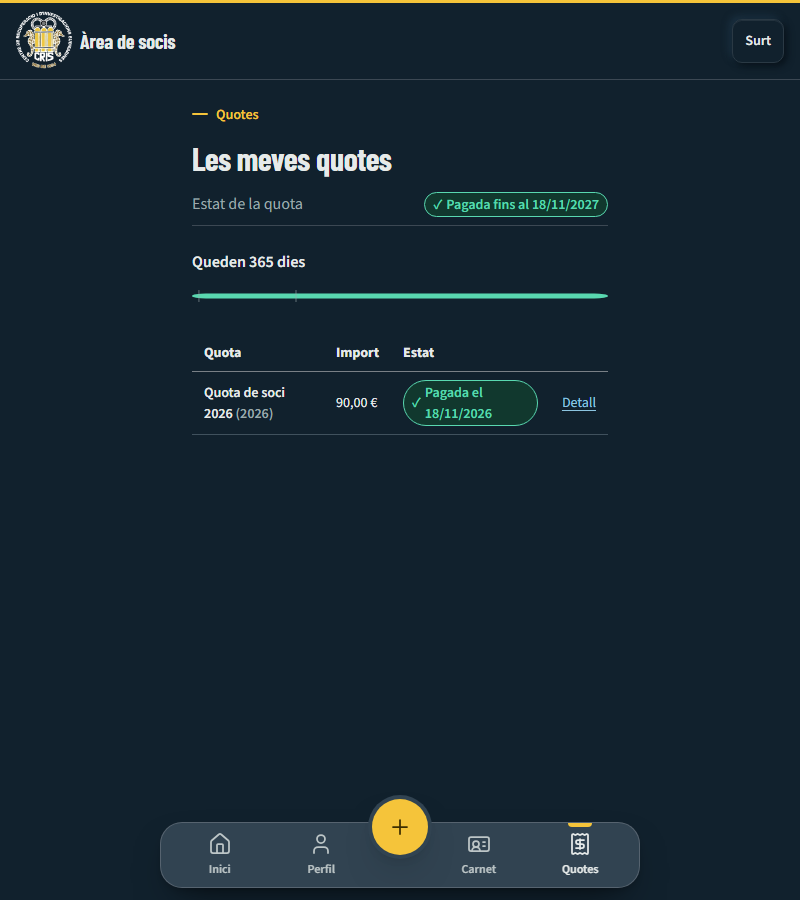 CRIS
Àrea de socis
Surt
Quotes
Les meves quotes
Estat de la quota
✓ Pagada fins al 18/11/2027
Queden 365 dies
Quota Import Estat
Quota de soci
2026 (2026)
90,00 €
✓ Pagada el
18/11/2026
Detall
Inici
Perfil
Carnet
Quotes